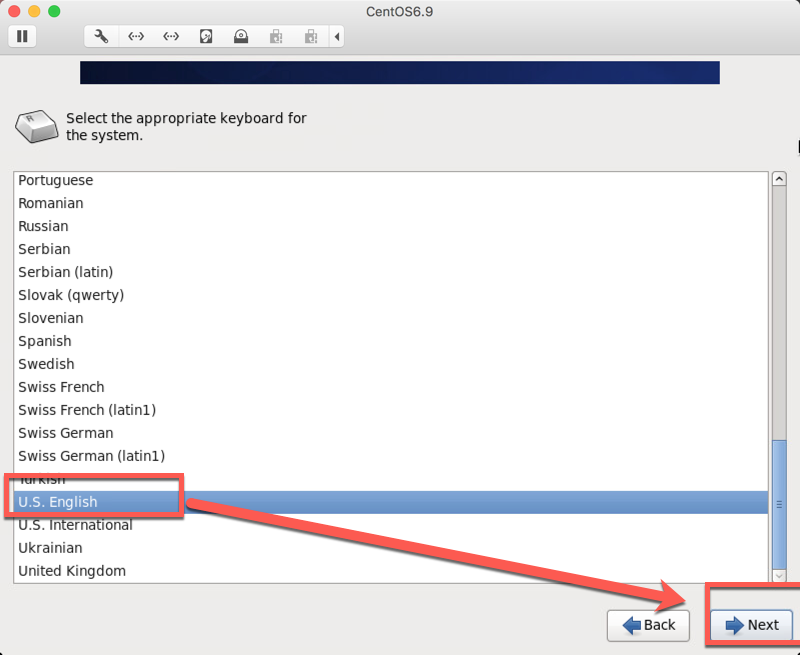 CentOS6.9
Select the appropriate keyboard for
the system.
Portuguese
Romanian
Russian
Serbian
Serbian (latin)
Slovak (qwerty)
Slovenian
Spanish
Swedish
Swiss French
Swiss French (latin1)
Swiss German
Swiss German (latin1)
Turkish
U.S. English
U.S. International
Ukrainian
United Kingdom
Back
Next